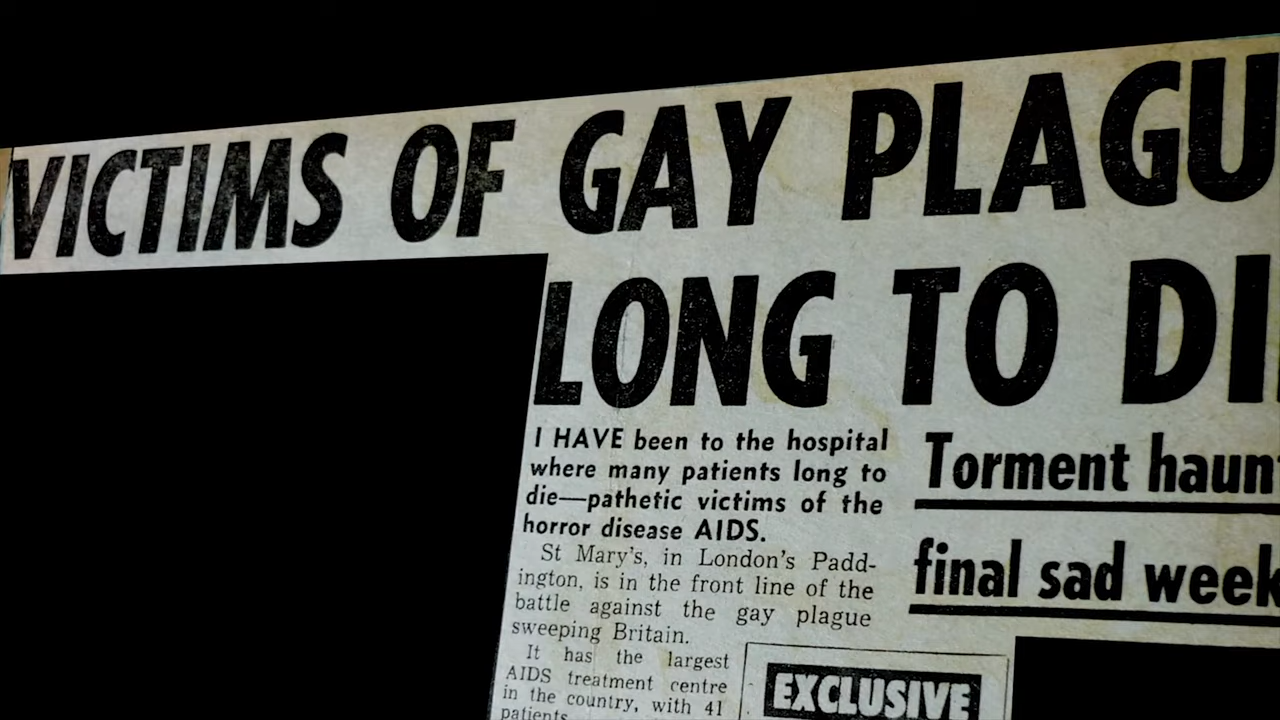 VICTIMS OF GAY PLAGU
LONG TO DI
I HAVE been to the hospital
where many patients long to
die—pathetic victims of the
horror disease AIDS.
St Mary's, in London's Padd-
ington, is in the front line of the
battle against the gay plague
sweeping Britain.
It has the largest
AIDS treatment centre
in the country, with 41
patients.
Torment haun
final sad week
EXCLUSIVE